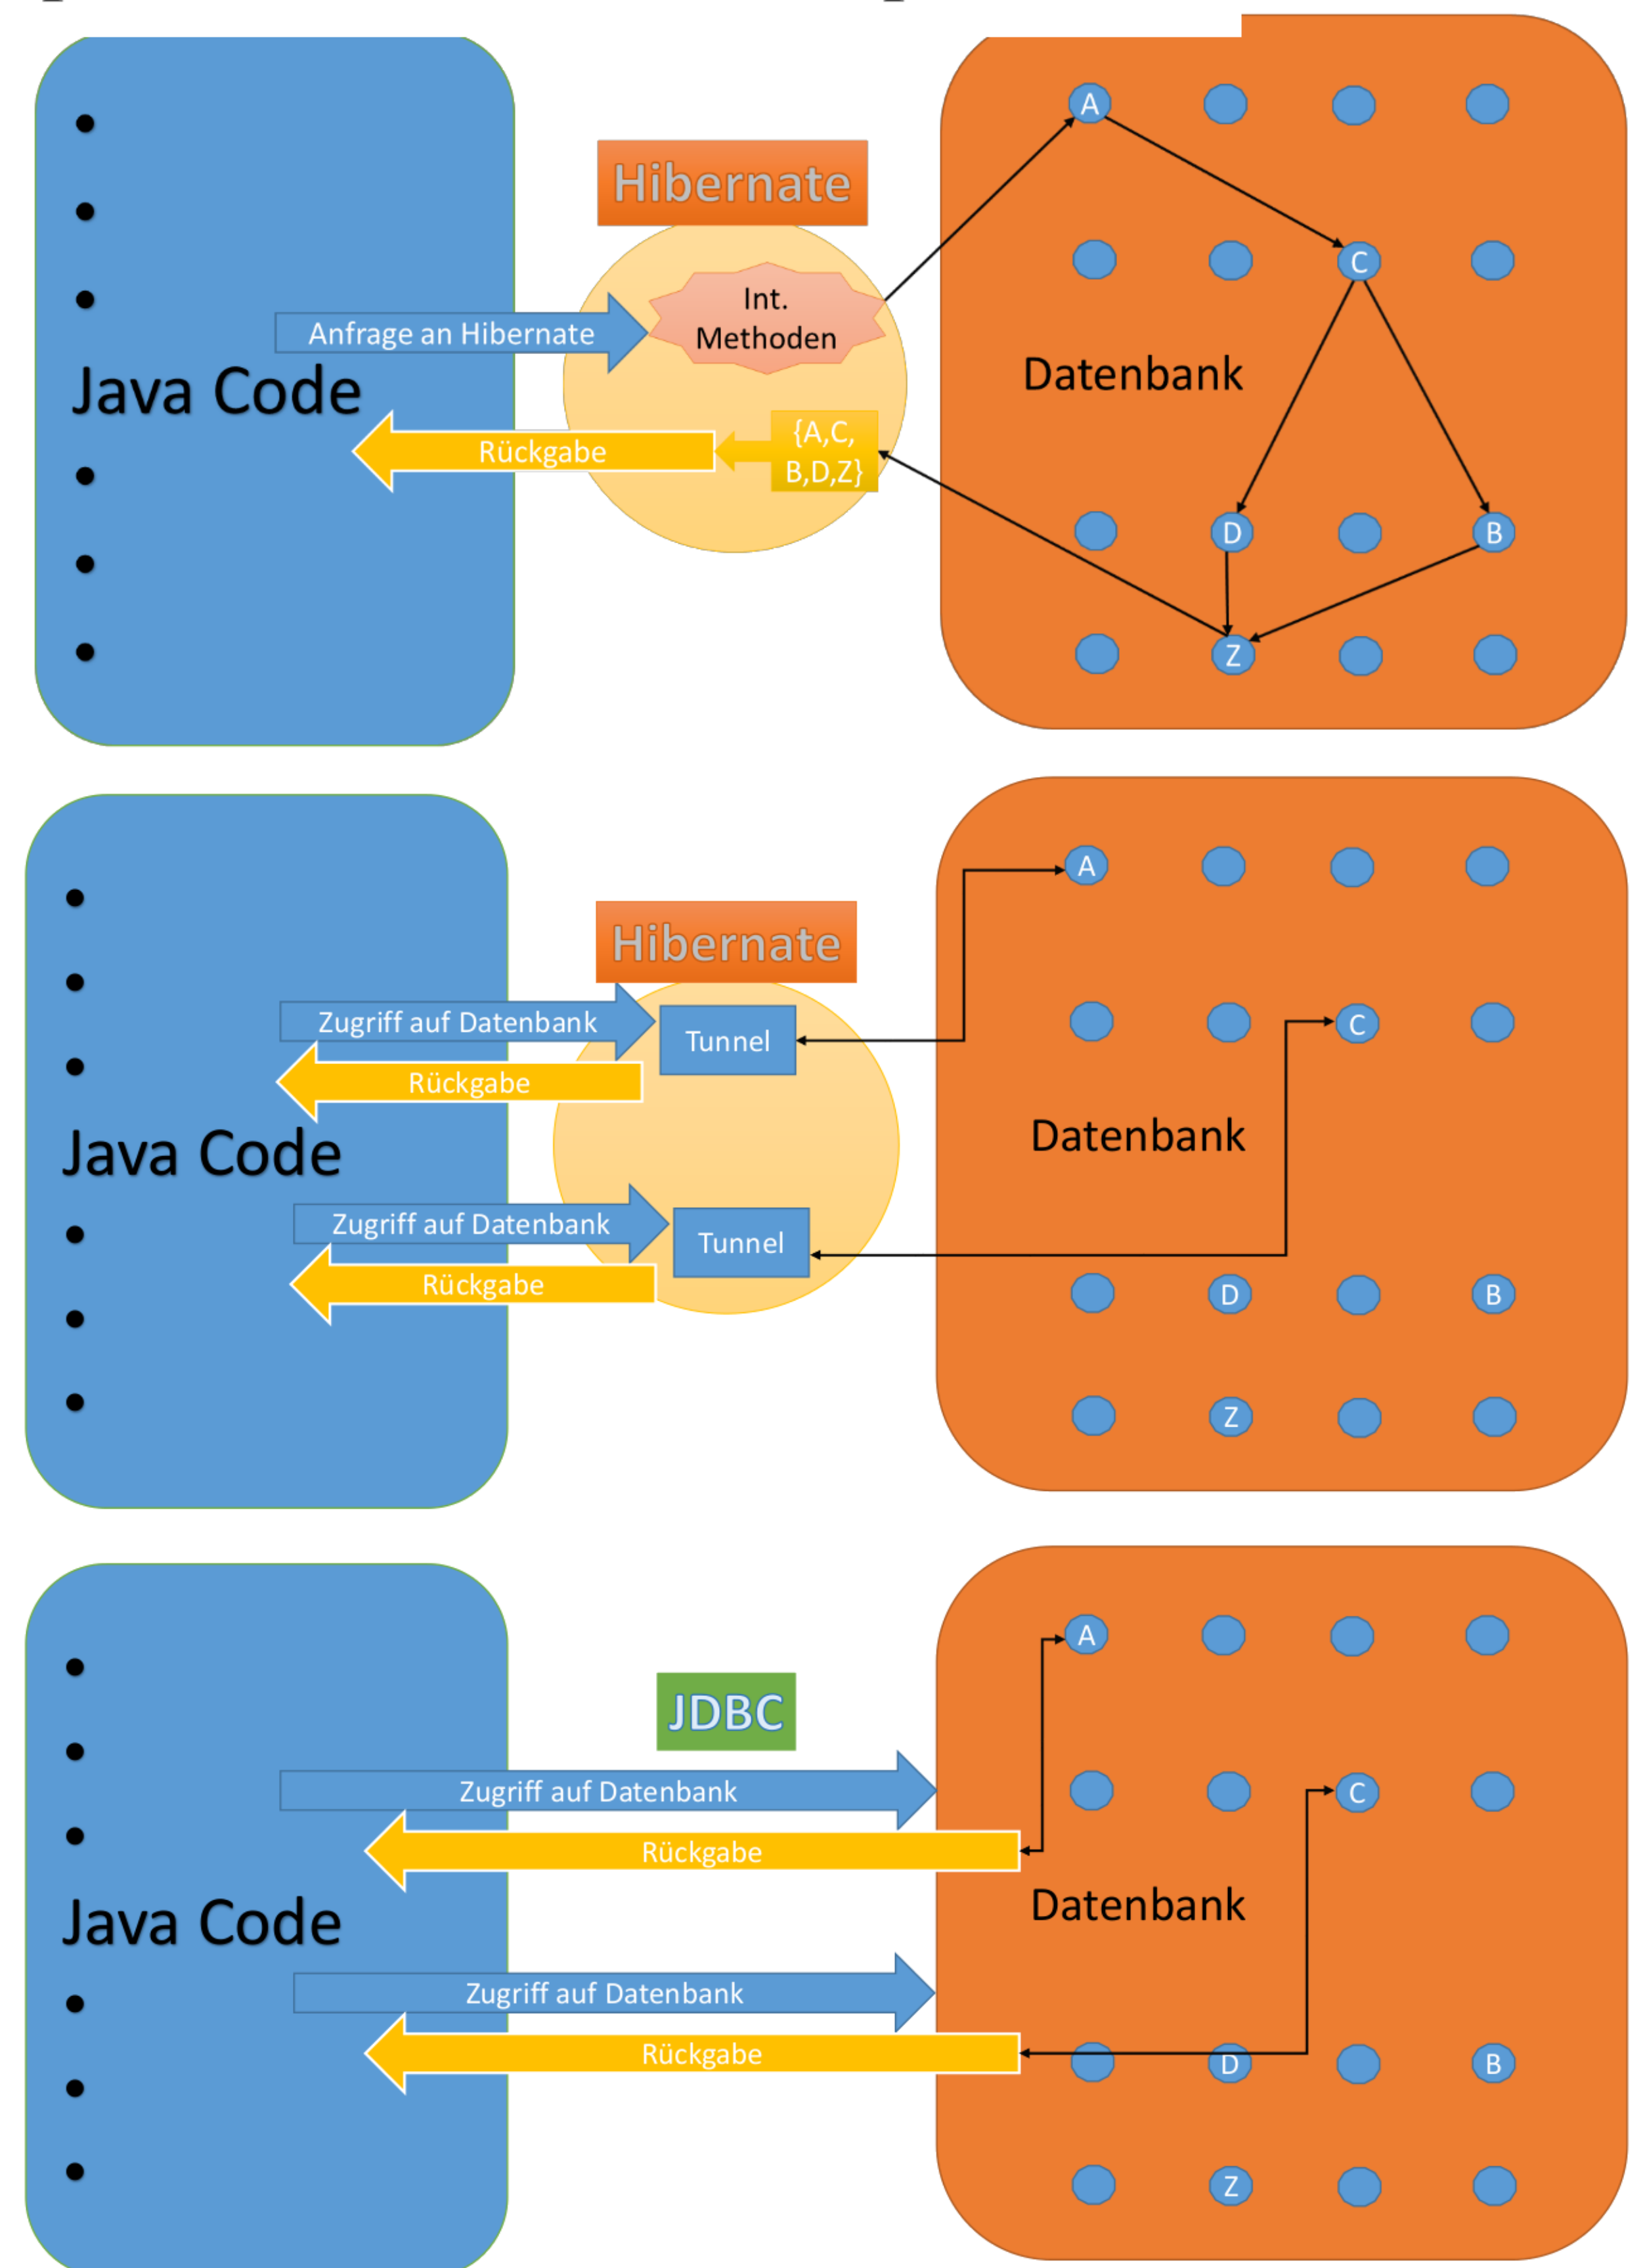 Hibernate
A
Int.
Methoden
C
Anfrage an Hibernate
Java Code
Datenbank
Rückgabe
{A,C,
B,D,Z}
D
B
Z
Hibernate
A
Zugriff auf Datenbank
Tunnel
C
Rückgabe
Java Code
Datenbank
Zugriff auf Datenbank
Tunnel
Rückgabe
D
B
Z
A
JDBC
Zugriff auf Datenbank
C
Rückgabe
Java Code
Datenbank
Zugriff auf Datenbank
Rückgabe
D
B
Z